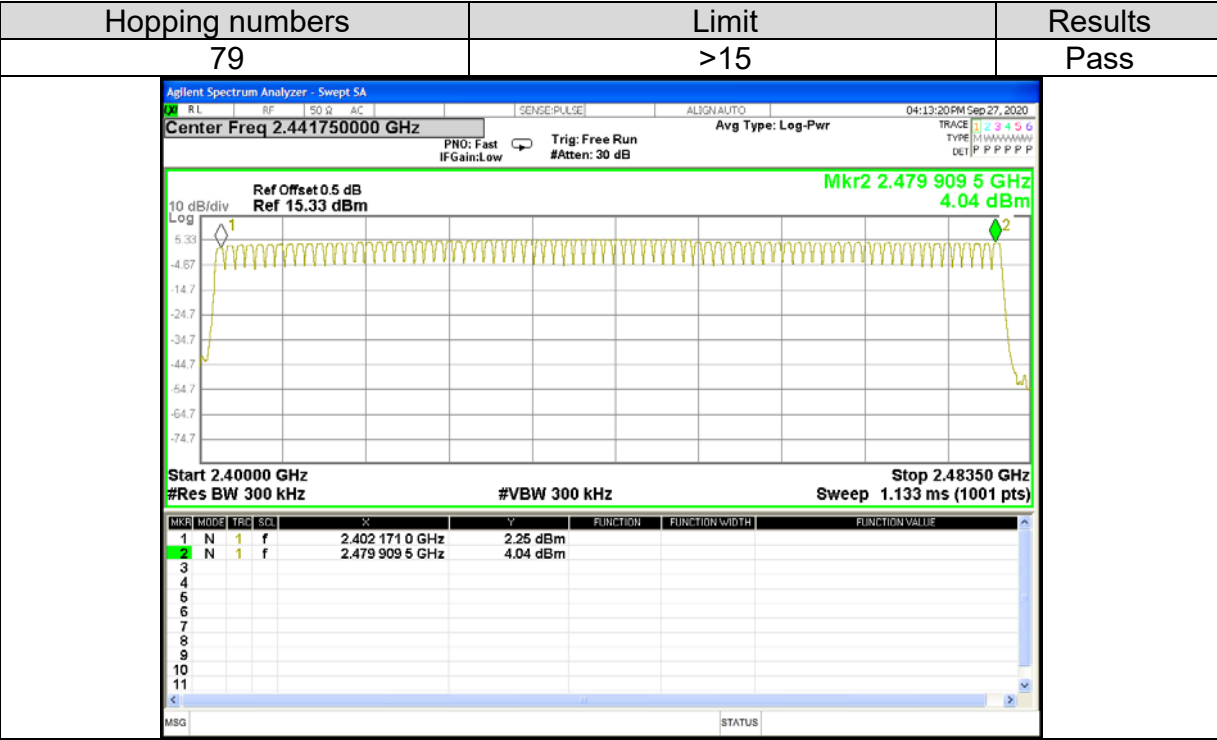 Hopping numbers Limit Results
79 >15 Pass
Agilent Spectrum Analyzer - Swept SA
RL RF 50 Ω AC SENSE:PULSE ALIGN AUTO 04:13:20 PM Sep 27, 2020
Center Freq 2.441750000 GHz Avg Type: Log-Pwr TRACE 1 2 3 4 5 6
PNO: Fast Trig: Free Run TYPE M WWWWW
IFGain:Low #Atten: 30 dB DET P P P P P P
Mkr2 2.479 909 5 GHz
Ref Offset 0.5 dB
10 dB/div Ref 15.33 dBm 4.04 dBm
Log
1 2
5.33
-4.67
-14.7
-24.7
-34.7
-44.7
-54.7
-64.7
-74.7
Start 2.40000 GHz Stop 2.48350 GHz
#Res BW 300 kHz #VBW 300 kHz Sweep 1.133 ms (1001 pts)
MKR MODE TRC SCL X Y FUNCTION FUNCTION WIDTH FUNCTION VALUE
1 N 1 f 2.402 171 0 GHz 2.25 dBm
2 N 1 f 2.479 909 5 GHz 4.04 dBm
3
4
5
6
7
8
9
10
11
MSG STATUS